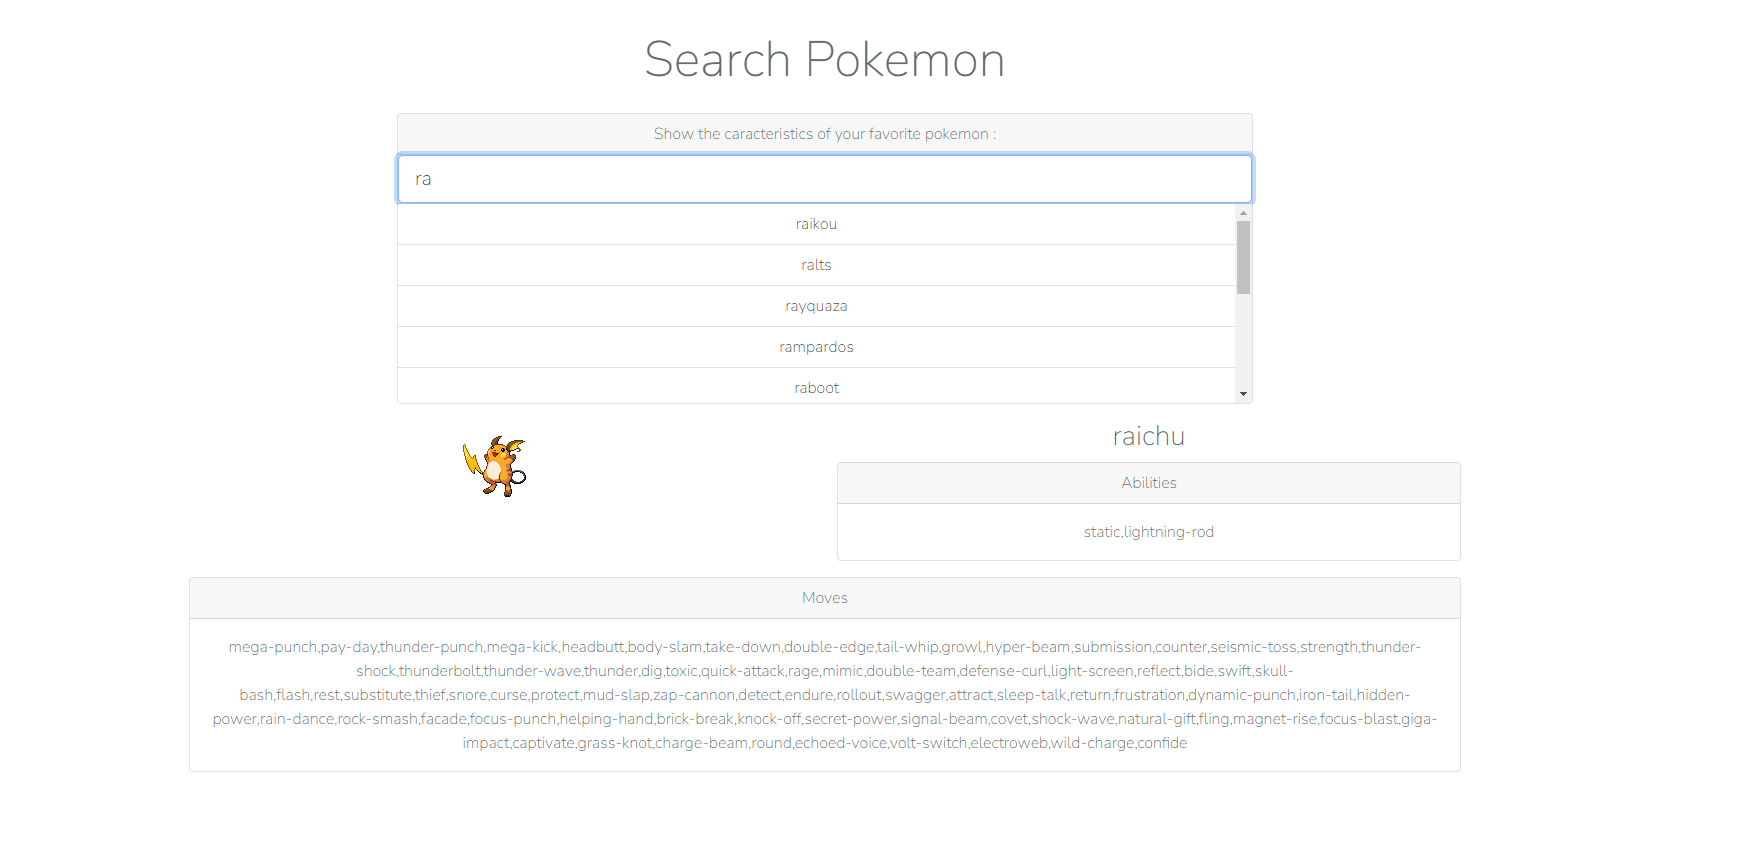 Search Pokemon
Show the caracteristics of your favorite pokemon :
ra
raikou
ralts
rayquaza
rampardos
raboot
raichu
Abilities
static,lightning-rod
Moves
mega-punch,pay-day,thunder-punch,mega-kick,headbutt,body-slam,take-down,double-edge,tail-whip,growl,hyper-beam,submission,counter,seismic-toss,strength,thunder-
shock,thunderbolt,thunder-wave,thunder,dig,toxic,quick-attack,rage,mimic,double-team,defense-curl,light-screen,reflect,bide,swift,skull-
bash,flash,rest,substitute,thief,snore,curse,protect,mud-slap,zap-cannon,detect,endure,rollout,swagger,attract,sleep-talk,return,frustration,dynamic-punch,iron-tail,hidden-
power,rain-dance,rock-smash,facade,focus-punch,helping-hand,brick-break,knock-off,secret-power,signal-beam,covet,shock-wave,natural-gift,fling,magnet-rise,focus-blast,giga-
impact,captivate,grass-knot,charge-beam,round,echoed-voice,volt-switch,electroweb,wild-charge,confide